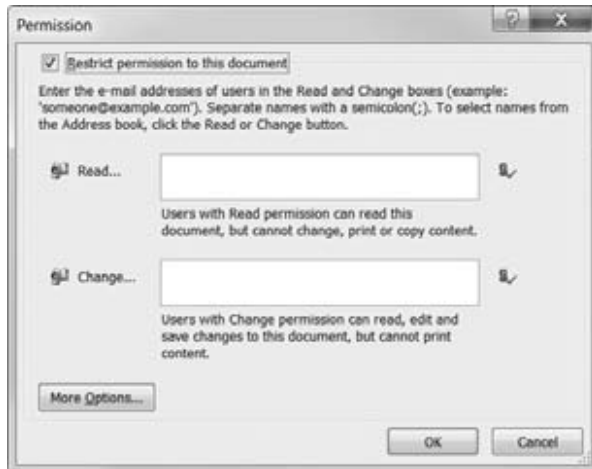 Permission
Restrict permission to this document
Enter the e-mail addresses of users in the Read and Change boxes (example:
'someone@example.com'). Separate names with a semicolon(;). To select names from
the Address book, click the Read or Change button.
Read...
Users with Read permission can read this
document, but cannot change, print or copy content.
Change...
Users with Change permission can read, edit and
save changes to this document, but cannot print
content.
More Options...
OK Cancel